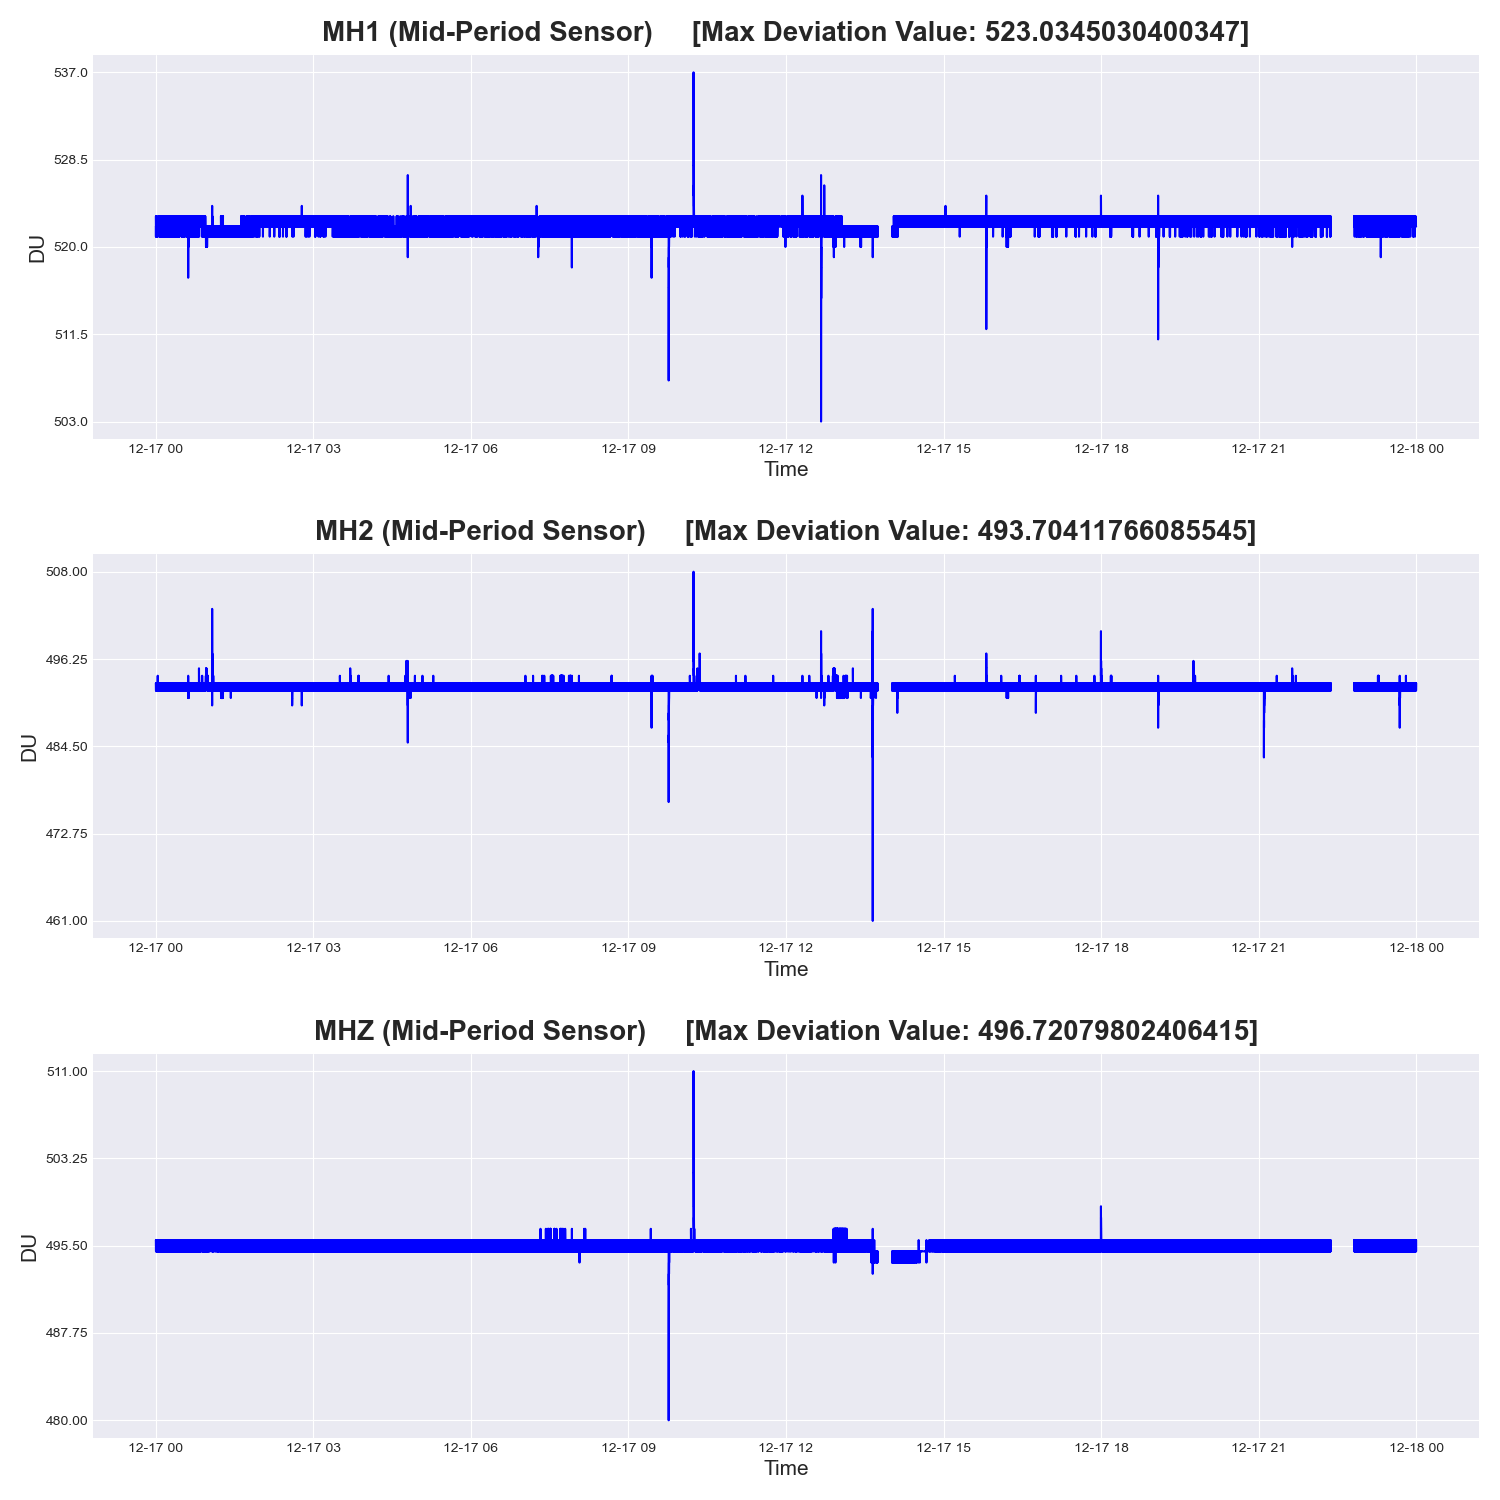 MH1 (Mid-Period Sensor) [Max Deviation Value: 523.0345030400347]
537.0
528.5
520.0
511.5
503.0
DU
12-17 00 12-17 03 12-17 06 12-17 09 12-17 12 12-17 15 12-17 18 12-17 21 12-18 00
Time
MH2 (Mid-Period Sensor) [Max Deviation Value: 493.70411766085545]
508.00
496.25
484.50
472.75
461.00
DU
12-17 00 12-17 03 12-17 06 12-17 09 12-17 12 12-17 15 12-17 18 12-17 21 12-18 00
Time
MHZ (Mid-Period Sensor) [Max Deviation Value: 496.72079802406415]
511.00
503.25
495.50
487.75
480.00
DU
12-17 00 12-17 03 12-17 06 12-17 09 12-17 12 12-17 15 12-17 18 12-17 21 12-18 00
Time